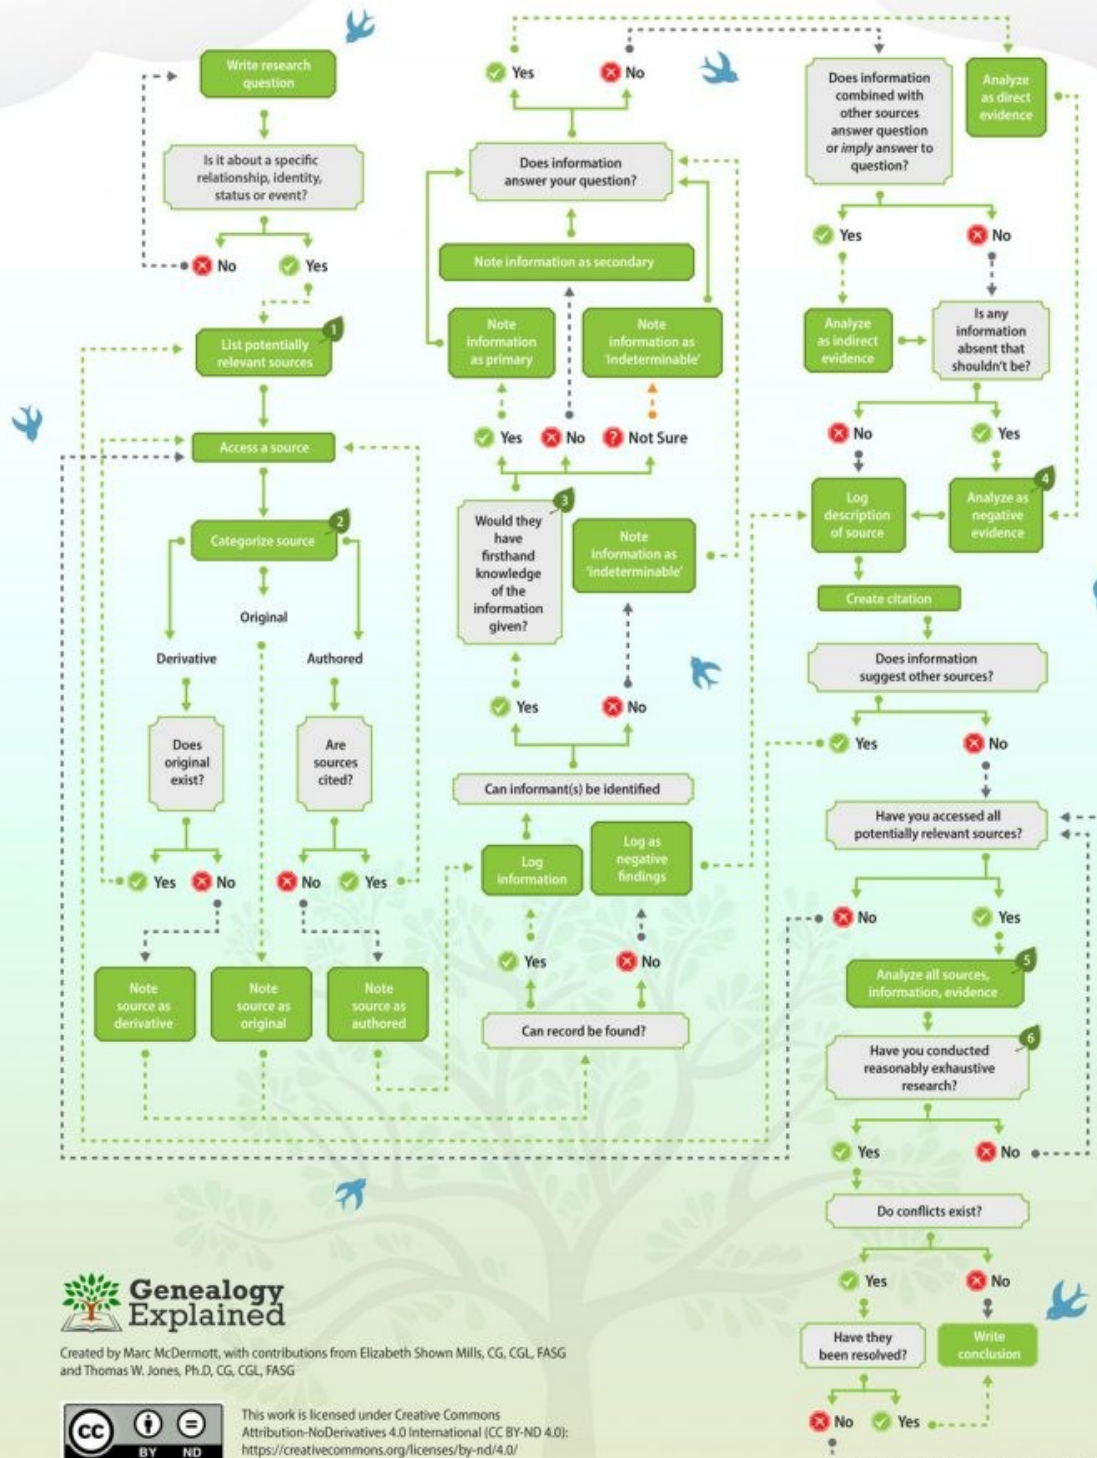 Write research
question
Is it about a specific
relationship, identity,
status or event?
No
Yes
1
List potentially
relevant sources
Access a source
2
Categorize source
Original
Derivative
Authored
Does
original
exist?
Are
sources
cited?
Yes
No
No
Yes
Note
source as
derivative
Note
source as
original
Note
source as
authored
Yes
No
Does information
answer your question?
Note information as secondary
Note
information
as primary
Note
information as
'indeterminable'
Yes
No
? Not Sure
3
Would they
have
firsthand
knowledge
of the
information
given?
Note
information as
'indeterminable'
Yes
No
Can informant(s) be identified
Log
information
Log as
negative
findings
Yes
No
Can record be found?
Does information
combined with
other sources
answer question
or imply answer to
question?
Analyze
as direct
evidence
Yes
No
Analyze
as indirect
evidence
Is any
information
absent that
shouldn't be?
No
Yes
Log
description
of source
4
Analyze as
negative
evidence
Create citation
Does information
suggest other sources?
Yes
No
Have you accessed all
potentially relevant sources?
No
Yes
5
Analyze all sources,
information, evidence
6
Have you conducted
reasonably exhaustive
research?
Yes
No
Do conflicts exist?
Yes
No
Have they
been resolved?
Write
conclusion
No
Yes
Genealogy
Explained
Created by Marc McDermott, with contributions from Elizabeth Shown Mills, CG, CGL, FASG
and Thomas W. Jones, Ph.D, CG, CGL, FASG
CC
BY
ND
This work is licensed under Creative Commons
Attribution-NoDerivatives 4.0 International (CC BY-ND 4.0):
https://creativecommons.org/licenses/by-nd/4.0/